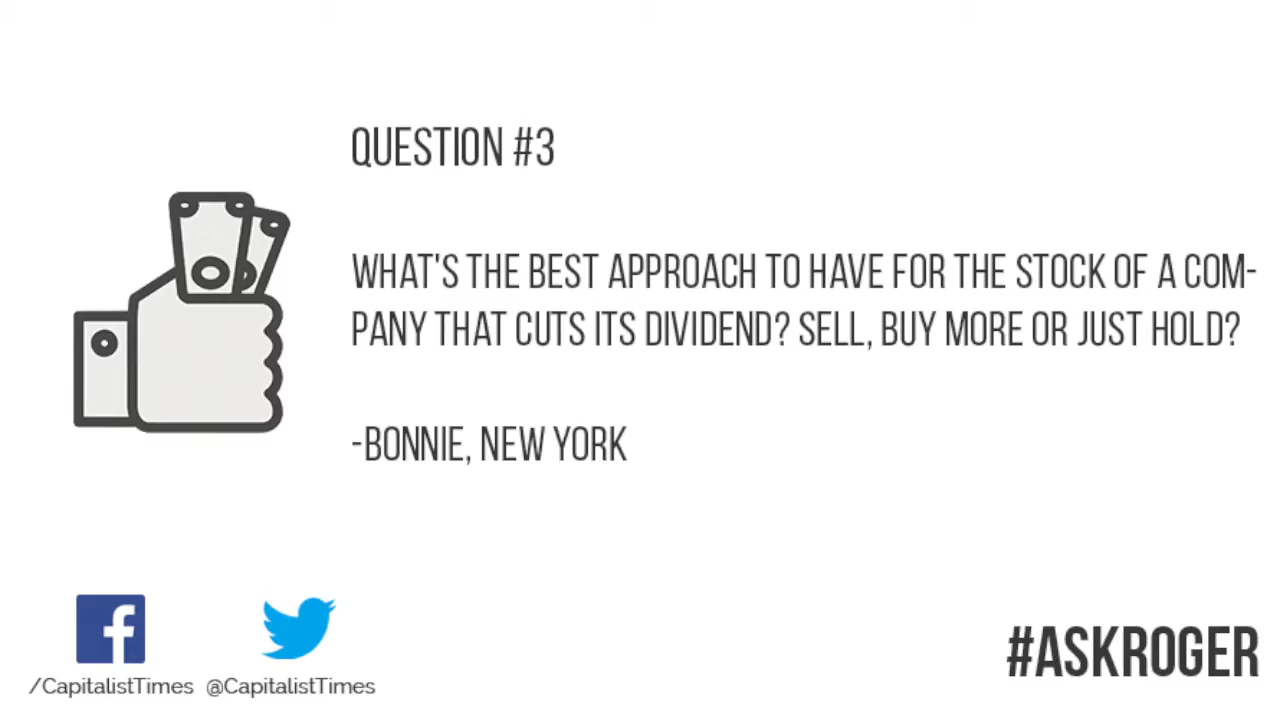 QUESTION #3
WHAT'S THE BEST APPROACH TO HAVE FOR THE STOCK OF A COM-
PANY THAT CUTS ITS DIVIDEND? SELL, BUY MORE OR JUST HOLD?
-BONNIE, NEW YORK
/CapitalistTimes @CapitalistTimes
#ASKROGER